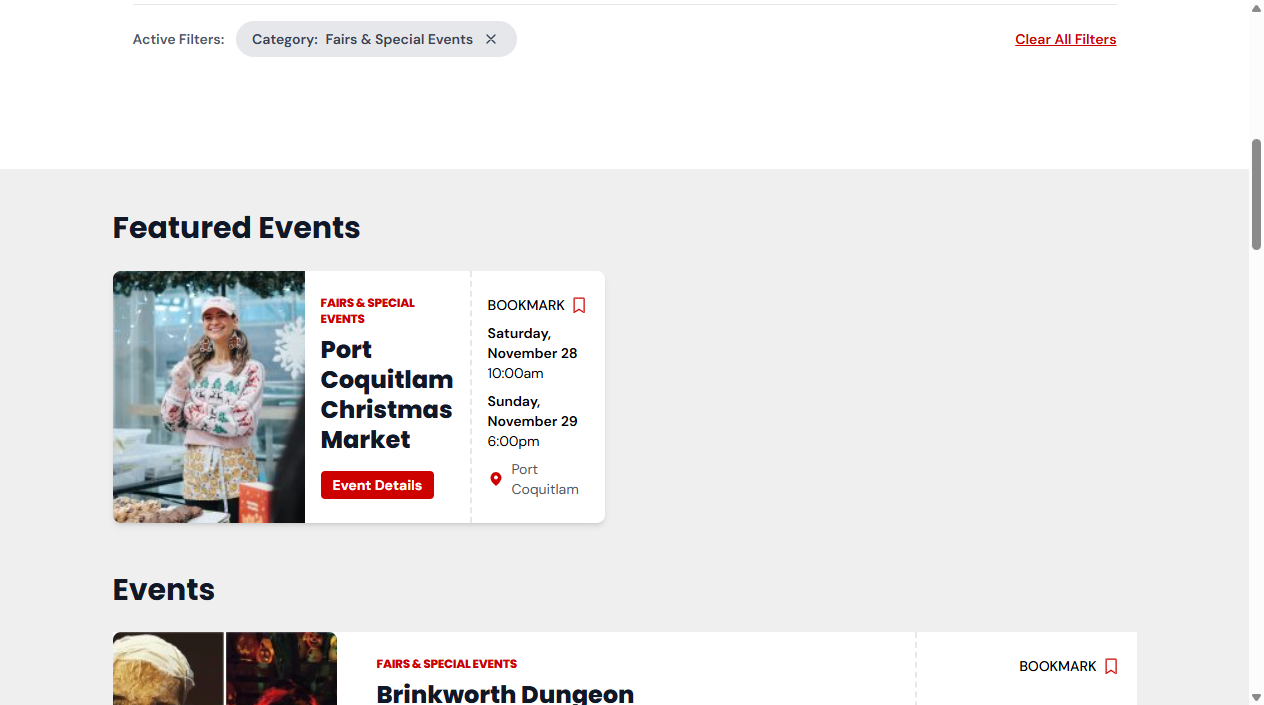 Active Filters:
Category: Fairs & Special Events
Clear All Filters
Featured Events
FAIRS & SPECIAL
EVENTS
Port
Coquitlam
Christmas
Market
Event Details
BOOKMARK
Saturday,
November 28
10:00am
Sunday,
November 29
6:00pm
Port
Coquitlam
Events
FAIRS & SPECIAL EVENTS
Brinkworth Dungeon
BOOKMARK